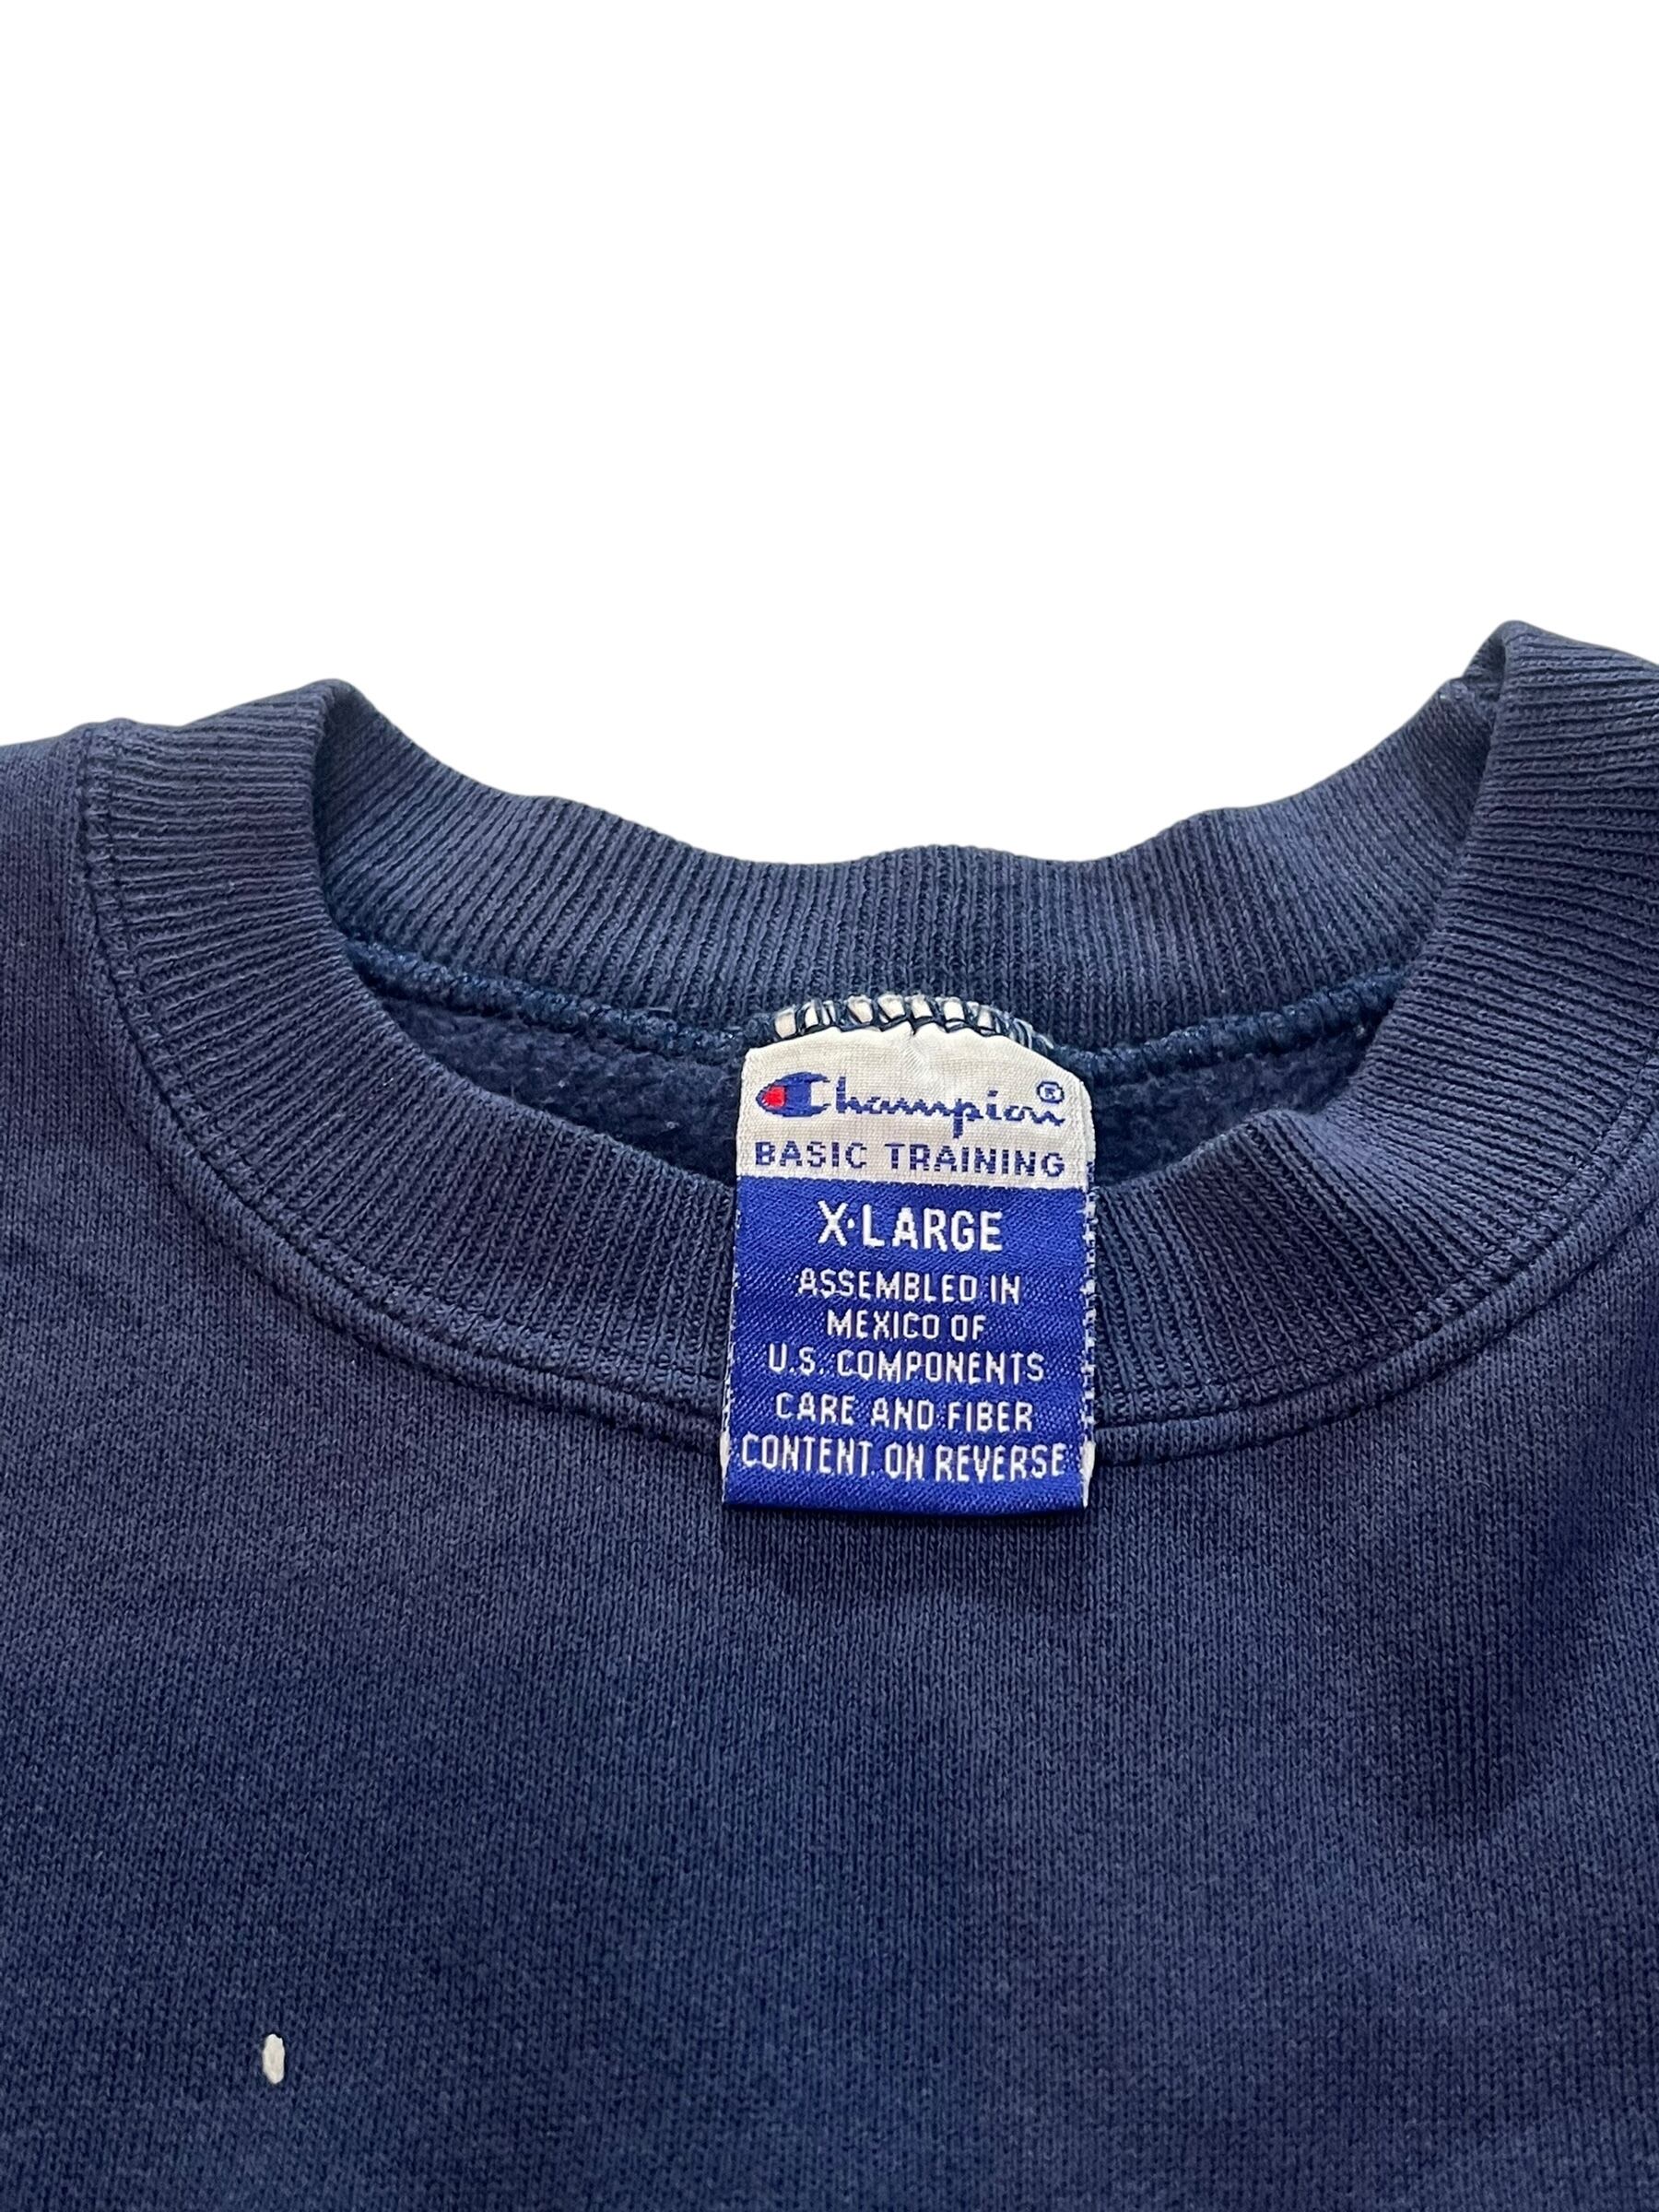 Champion®
BASIC TRAINING
X-LARGE
ASSEMBLED IN
MEXICO OF
U.S. COMPONENTS
CARE AND FIBER
CONTENT ON REVERSE